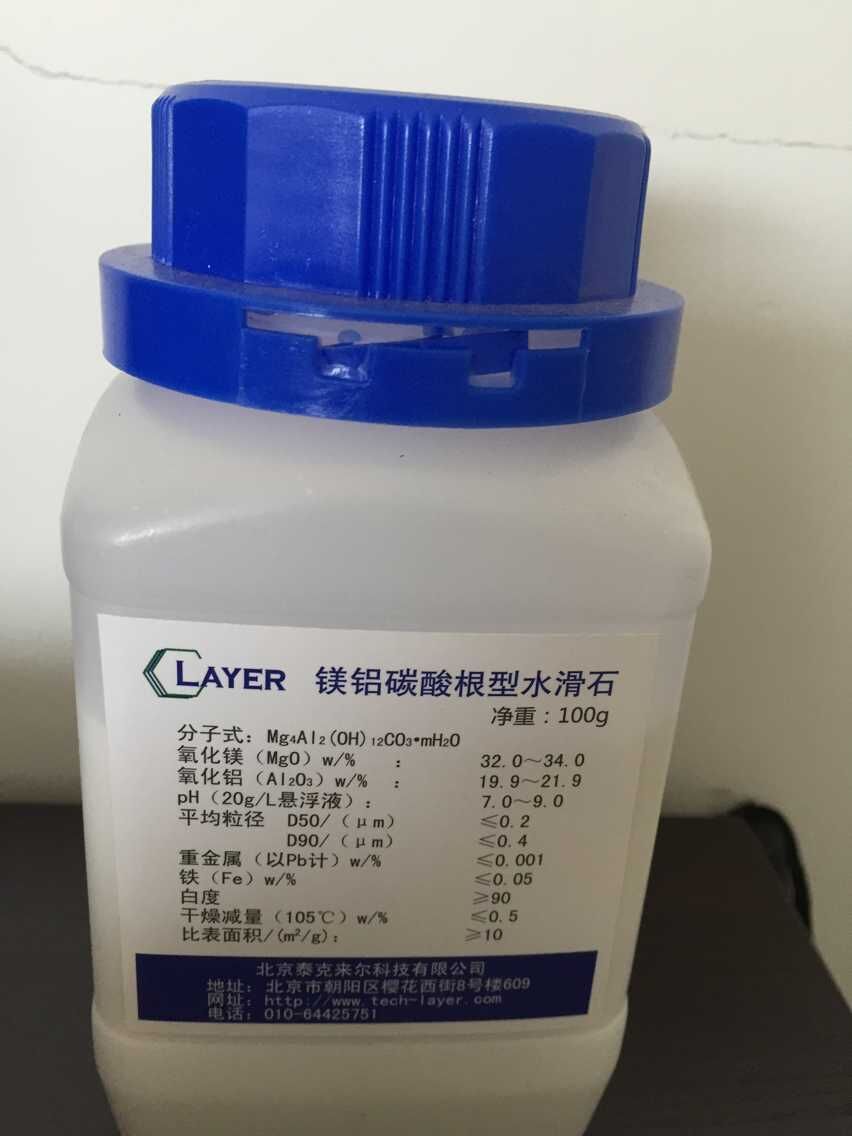 LAYER 镁铝碳酸根型水滑石
净重：100g
分子式：Mg₄Al₂(OH)₁₂CO₃•mH₂O
氧化镁（MgO）w/% ： 32.0～34.0
氧化铝（Al₂O₃）w/% ： 19.9～21.9
pH（20g/L悬浮液）： 7.0～9.0
平均粒径 D50/（μm） ≤0.2
D90/（μm） ≤0.4
重金属（以Pb计）w/% ≤0.001
铁（Fe）w/% ≤0.05
白度 ≥90
干燥减量（105℃）w/% ≤0.5
比表面积/(m²/g)： ≥10
北京泰克来尔科技有限公司
地址：北京市朝阳区樱花西街8号楼609
网址：http://www.tech-layer.com
电话：010-64425751